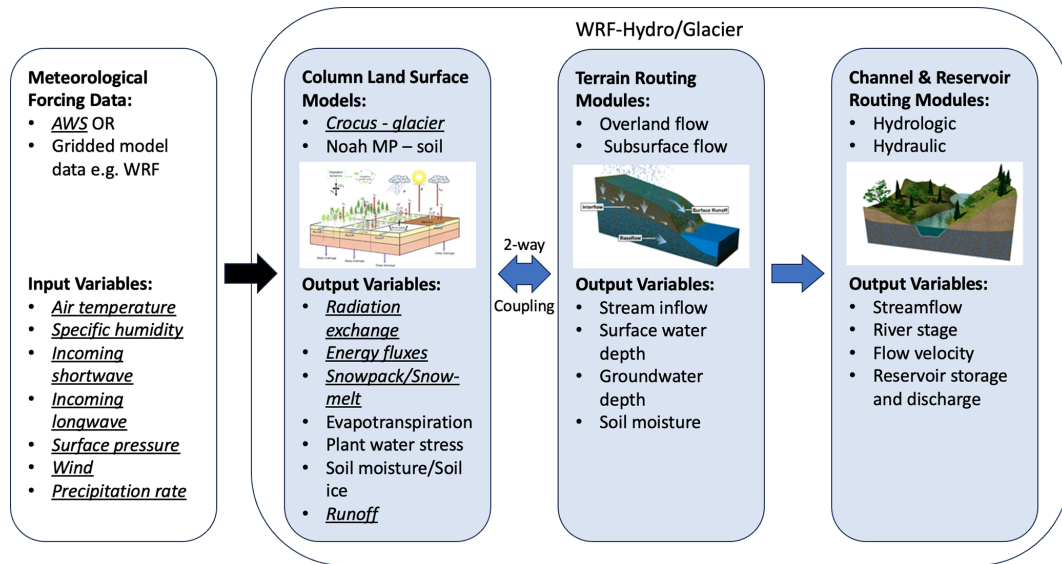 WRF-Hydro/Glacier
Meteorological
Forcing Data:
• AWS OR
• Gridded model
data e.g. WRF
Input Variables:
• Air temperature
• Specific humidity
• Incoming
shortwave
• Incoming
longwave
• Surface pressure
• Wind
• Precipitation rate
Column Land Surface
Models:
• Crocus - glacier
• Noah MP – soil
Output Variables:
• Radiation
exchange
• Energy fluxes
• Snowpack/Snow-
melt
• Evapotranspiration
• Plant water stress
• Soil moisture/Soil
ice
• Runoff
2-way
Coupling
Terrain Routing
Modules:
• Overland flow
• Subsurface flow
Interflow
Surface Runoff
Baseflow
Output Variables:
• Stream inflow
• Surface water
depth
• Groundwater
depth
• Soil moisture
Channel & Reservoir
Routing Modules:
• Hydrologic
• Hydraulic
Output Variables:
• Streamflow
• River stage
• Flow velocity
• Reservoir storage
and discharge